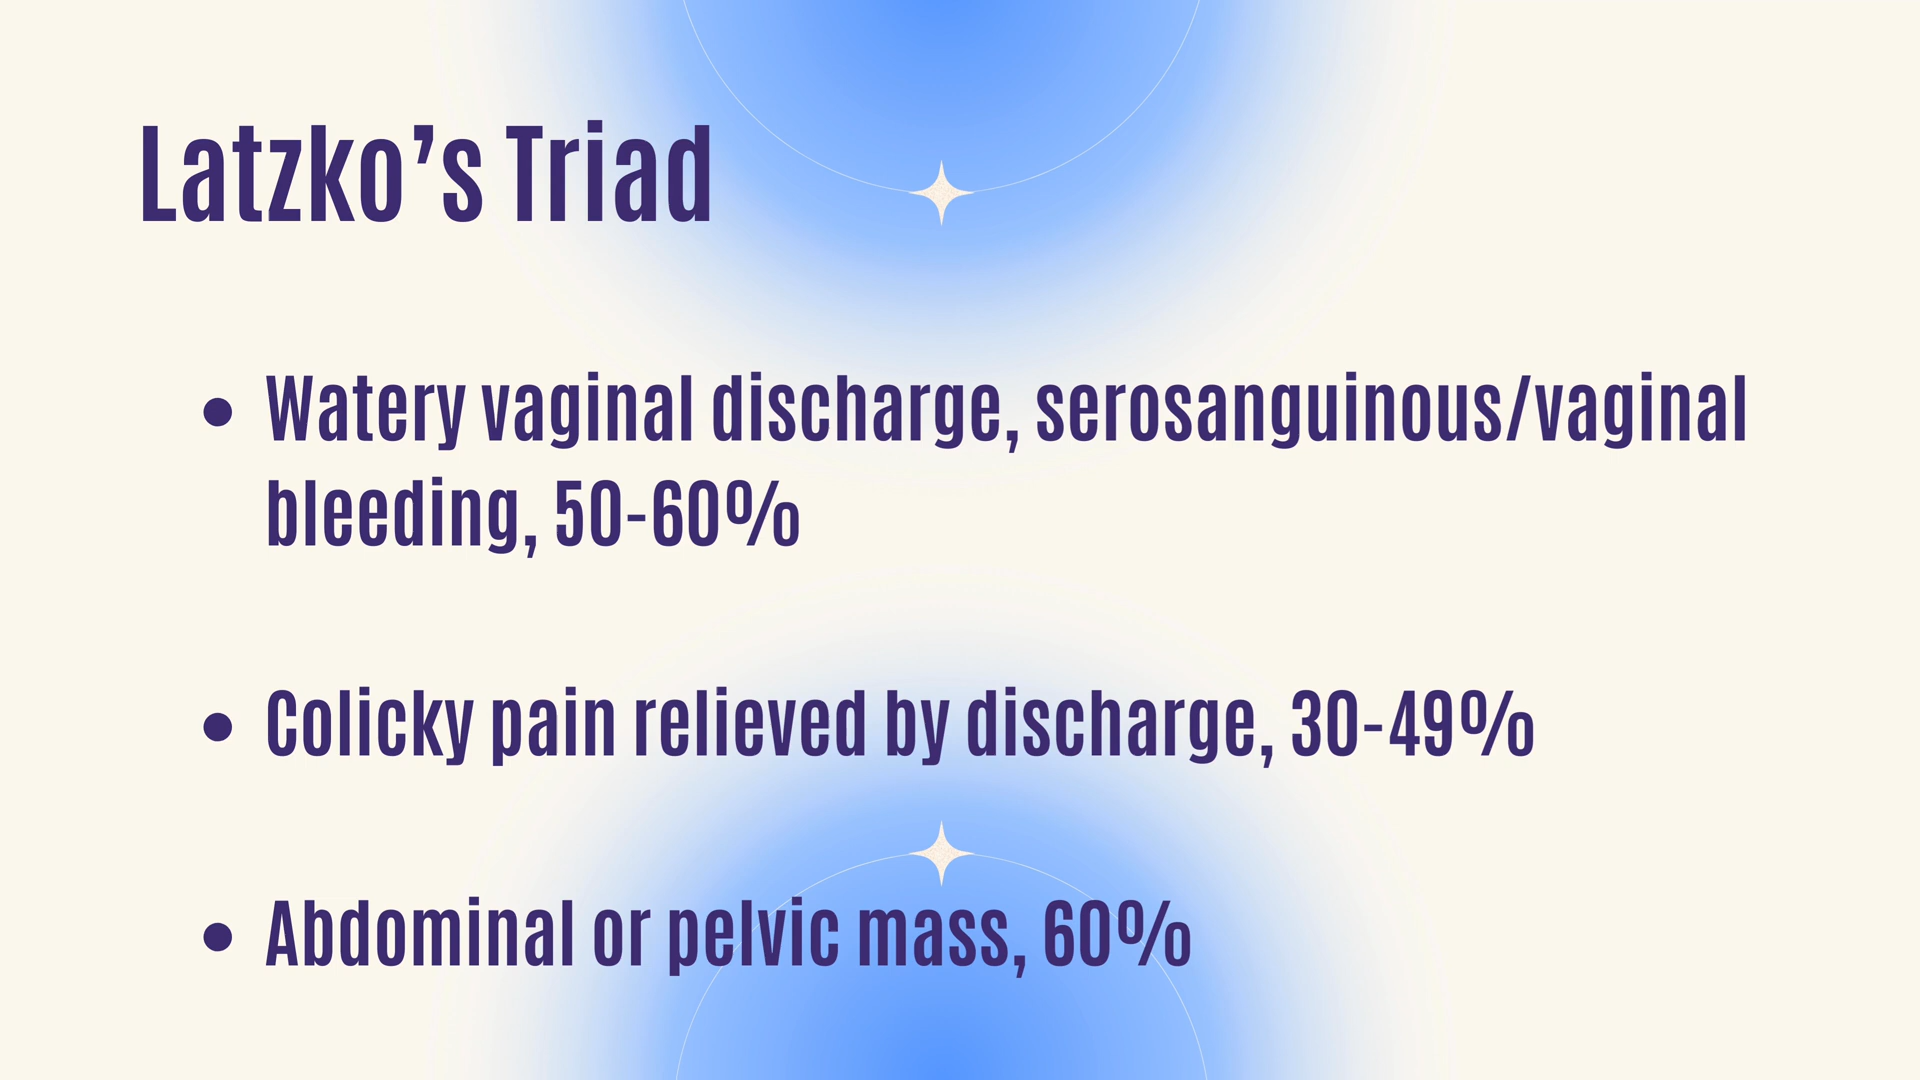 Latzko’s Triad
• Watery vaginal discharge, serosanguinous/vaginal
bleeding, 50-60%
• Colicky pain relieved by discharge, 30-49%
• Abdominal or pelvic mass, 60%